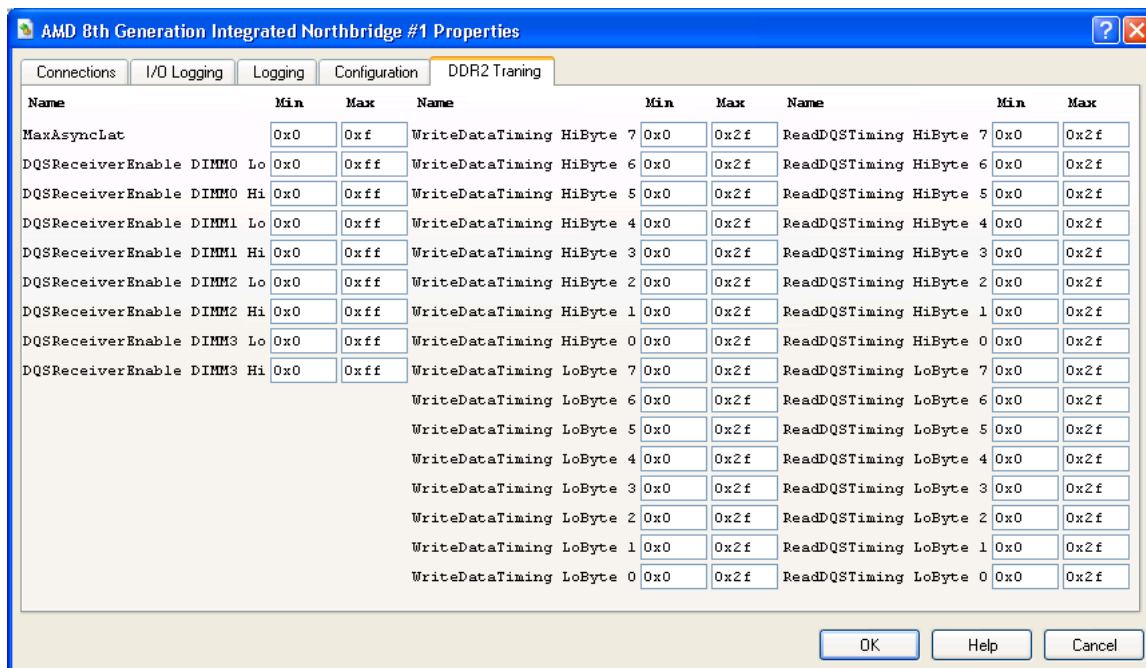 AMD 8th Generation Integrated Northbridge #1 Properties
Connections I/O Logging Logging Configuration DDR2 Traning
Name Min Max Name Min Max Name Min Max
MaxAsyncLat 0x0 0xf WriteDataTiming HiByte 7 0x0 0x2f ReadDQSTiming HiByte 7 0x0 0x2f
DQSReceiverEnable DIMM0 Lo 0x0 0xff WriteDataTiming HiByte 6 0x0 0x2f ReadDQSTiming HiByte 6 0x0 0x2f
DQSReceiverEnable DIMM0 Hi 0x0 0xff WriteDataTiming HiByte 5 0x0 0x2f ReadDQSTiming HiByte 5 0x0 0x2f
DQSReceiverEnable DIMM1 Lo 0x0 0xff WriteDataTiming HiByte 4 0x0 0x2f ReadDQSTiming HiByte 4 0x0 0x2f
DQSReceiverEnable DIMM1 Hi 0x0 0xff WriteDataTiming HiByte 3 0x0 0x2f ReadDQSTiming HiByte 3 0x0 0x2f
DQSReceiverEnable DIMM2 Lo 0x0 0xff WriteDataTiming HiByte 2 0x0 0x2f ReadDQSTiming HiByte 2 0x0 0x2f
DQSReceiverEnable DIMM2 Hi 0x0 0xff WriteDataTiming HiByte 1 0x0 0x2f ReadDQSTiming HiByte 1 0x0 0x2f
DQSReceiverEnable DIMM3 Lo 0x0 0xff WriteDataTiming HiByte 0 0x0 0x2f ReadDQSTiming HiByte 0 0x0 0x2f
DQSReceiverEnable DIMM3 Hi 0x0 0xff WriteDataTiming LoByte 7 0x0 0x2f ReadDQSTiming LoByte 7 0x0 0x2f
WriteDataTiming LoByte 6 0x0 0x2f ReadDQSTiming LoByte 6 0x0 0x2f
WriteDataTiming LoByte 5 0x0 0x2f ReadDQSTiming LoByte 5 0x0 0x2f
WriteDataTiming LoByte 4 0x0 0x2f ReadDQSTiming LoByte 4 0x0 0x2f
WriteDataTiming LoByte 3 0x0 0x2f ReadDQSTiming LoByte 3 0x0 0x2f
WriteDataTiming LoByte 2 0x0 0x2f ReadDQSTiming LoByte 2 0x0 0x2f
WriteDataTiming LoByte 1 0x0 0x2f ReadDQSTiming LoByte 1 0x0 0x2f
WriteDataTiming LoByte 0 0x0 0x2f ReadDQSTiming LoByte 0 0x0 0x2f
OK Help Cancel